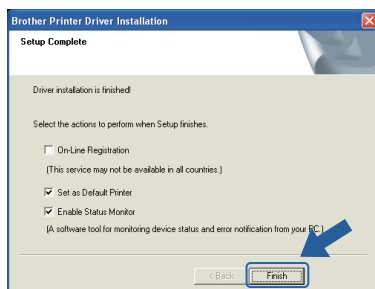 Brother Printer Driver Installation
Setup Complete
Driver installation is finished!
Select the actions to perform when Setup finishes.
On-Line Registration
(This service may not be available in all countries.)
Set as Default Printer
Enable Status Monitor
(A software tool for monitoring device status and error notification from your PC.)
< Back
Finish